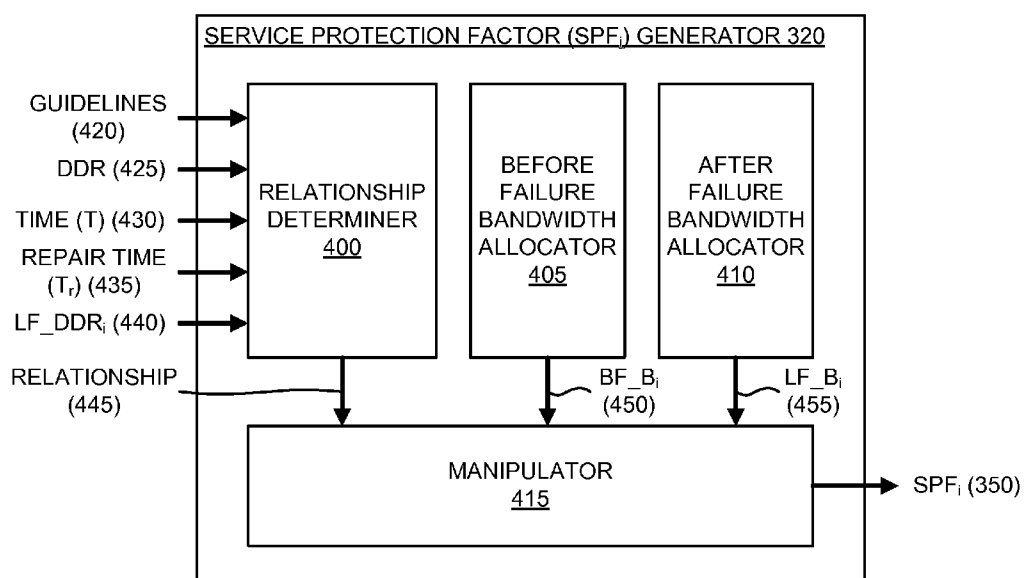 SERVICE PROTECTION FACTOR (SPFi) GENERATOR 320
GUIDELINES
(420)
DDR (425)
TIME (T) (430)
REPAIR TIME
(Tr) (435)
LF_DDRi (440)
RELATIONSHIP
DETERMINER
400
BEFORE
FAILURE
BANDWIDTH
ALLOCATOR
405
AFTER
FAILURE
BANDWIDTH
ALLOCATOR
410
RELATIONSHIP
(445)
BF_Bi
(450)
LF_Bi
(455)
MANIPULATOR
415
SPFi (350)